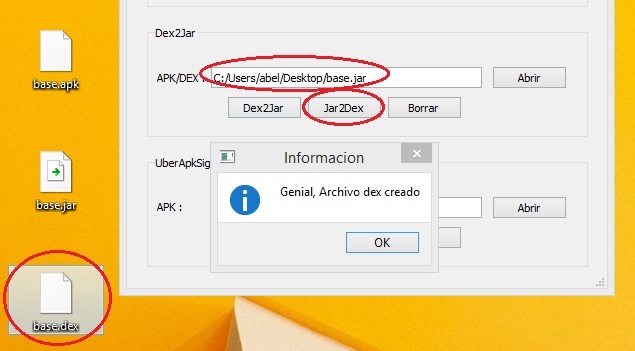 base.apk
base.jar
base.dex
Dex2Jar
APK/DEX : C:/Users/abel/Desktop/base.jar Abrir
Dex2Jar Jar2Dex Borrar
UberApkSig
APK : Abrir
Informacion
Genial, Archivo dex creado
OK